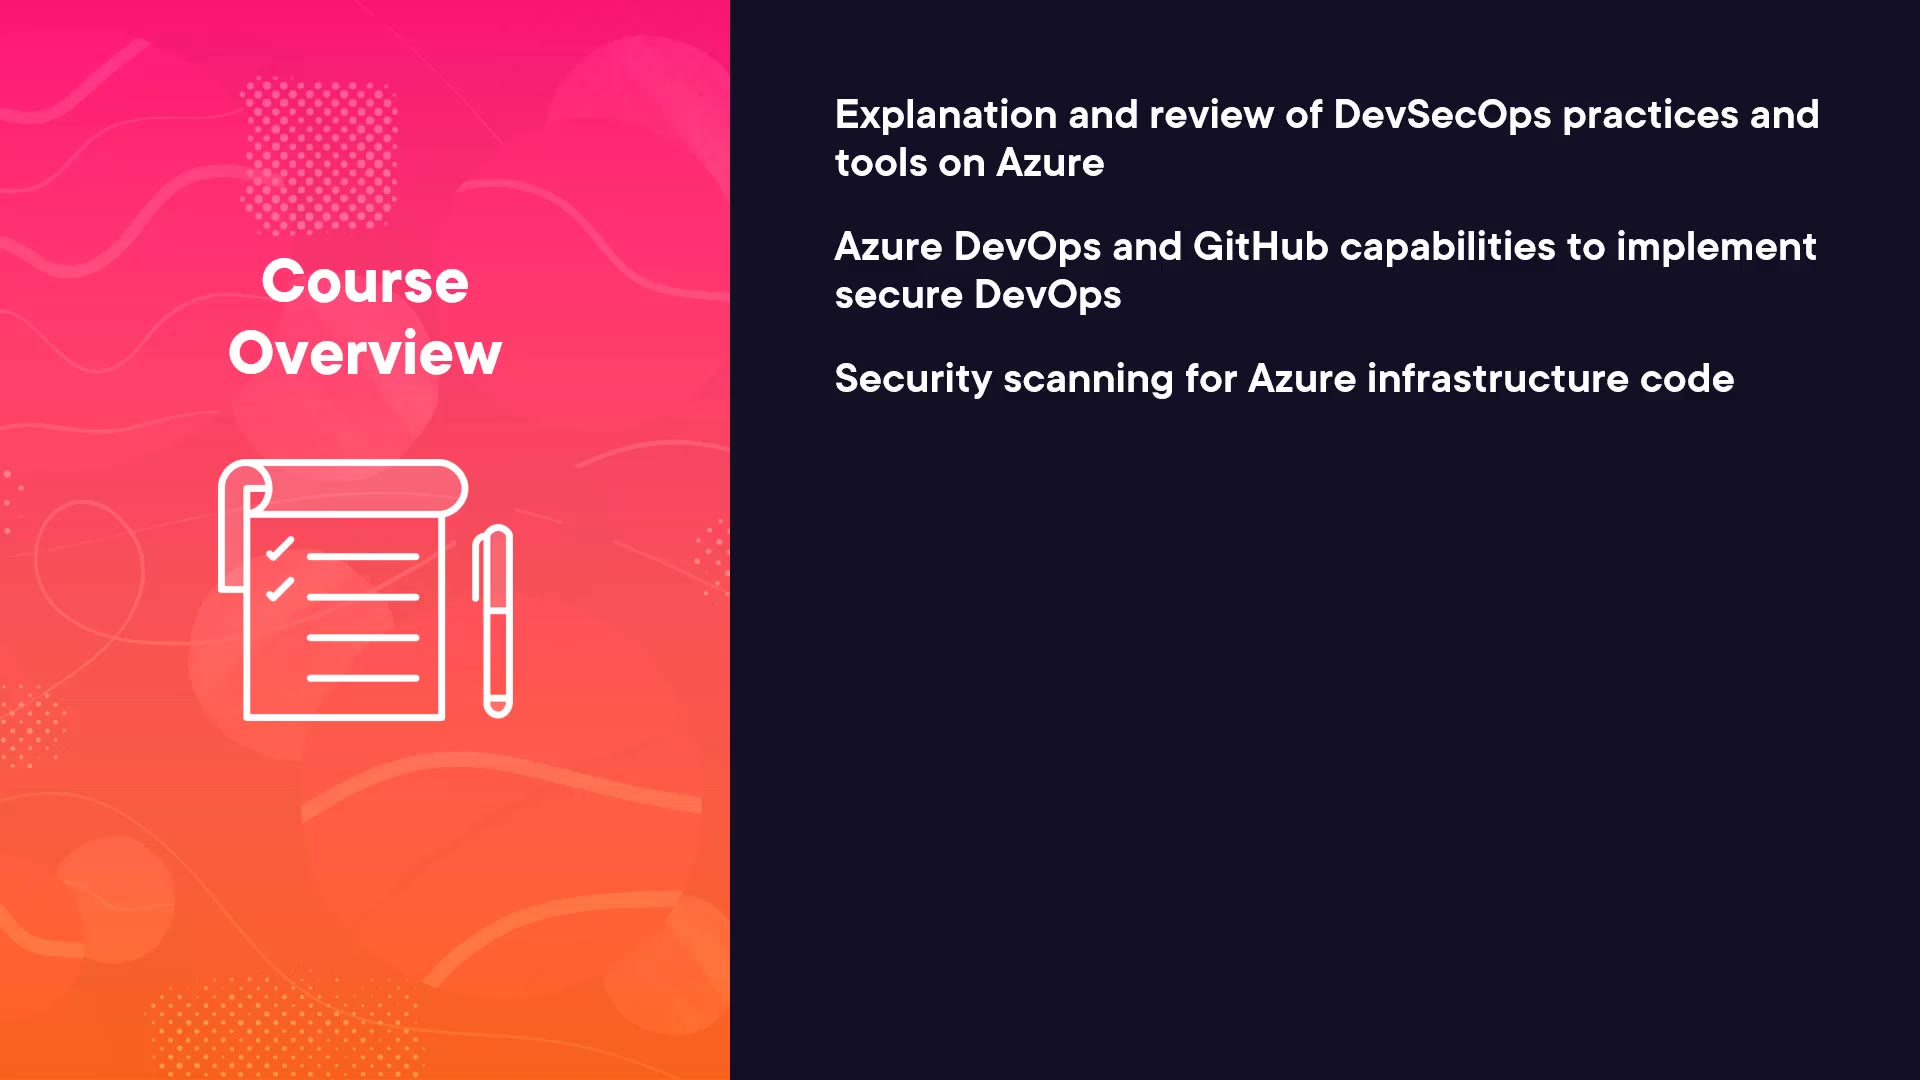 Course
Overview
Explanation and review of DevSecOps practices and
tools on Azure
Azure DevOps and GitHub capabilities to implement
secure DevOps
Security scanning for Azure infrastructure code